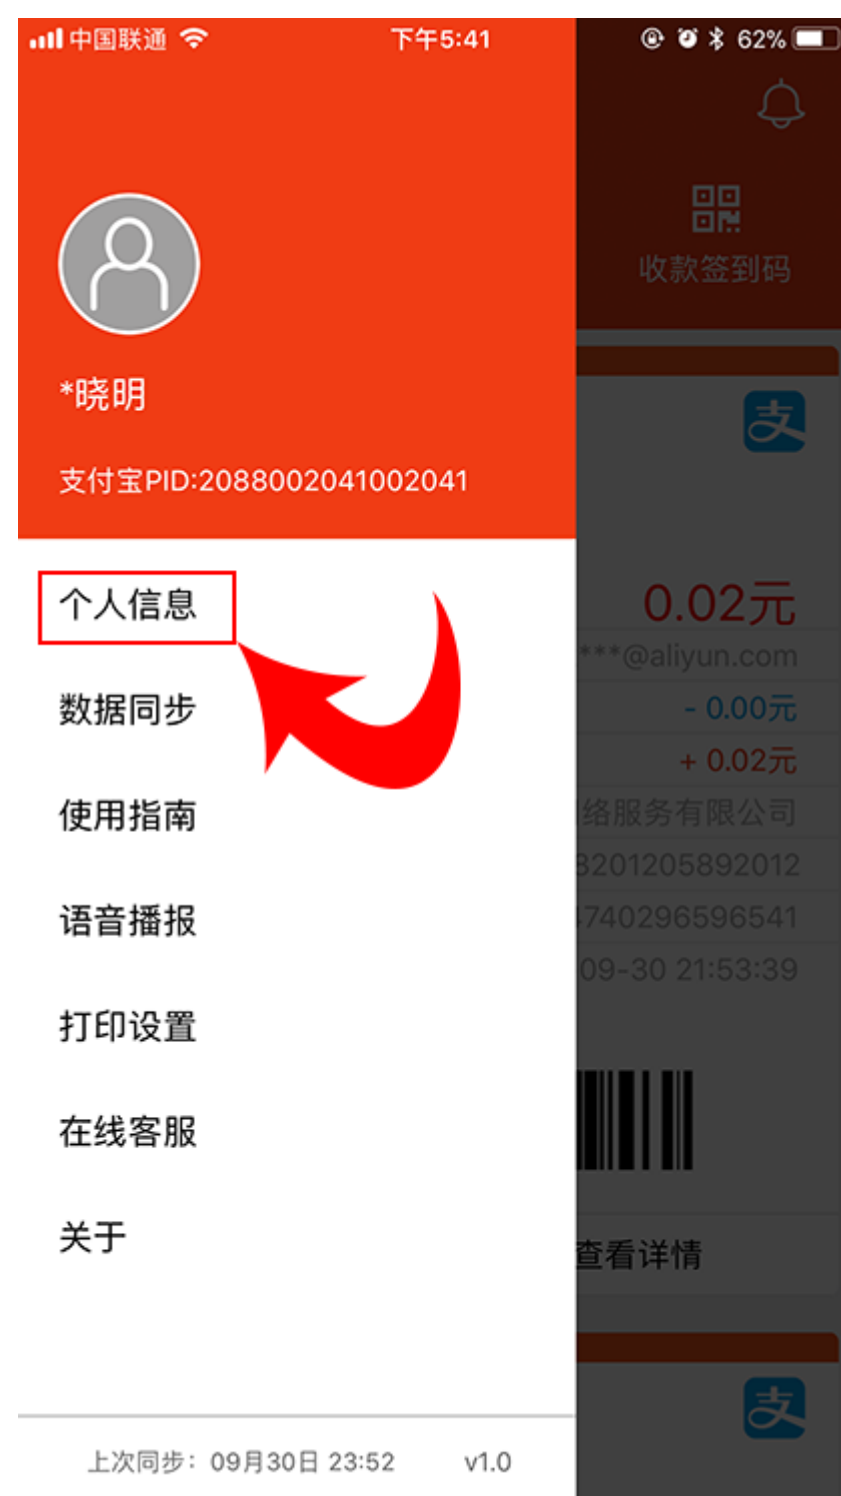 中国联通 下午5:41 62%
收款签到码
*晓明
支
支付宝PID:2088002041002041
个人信息
0.02元
***@aliyun.com
数据同步
- 0.00元
+ 0.02元
使用指南
络服务有限公司
8201205892012
语音播报
4740296596541
09-30 21:53:39
打印设置
在线客服
关于
查看详情
支
上次同步：09月30日 23:52 v1.0